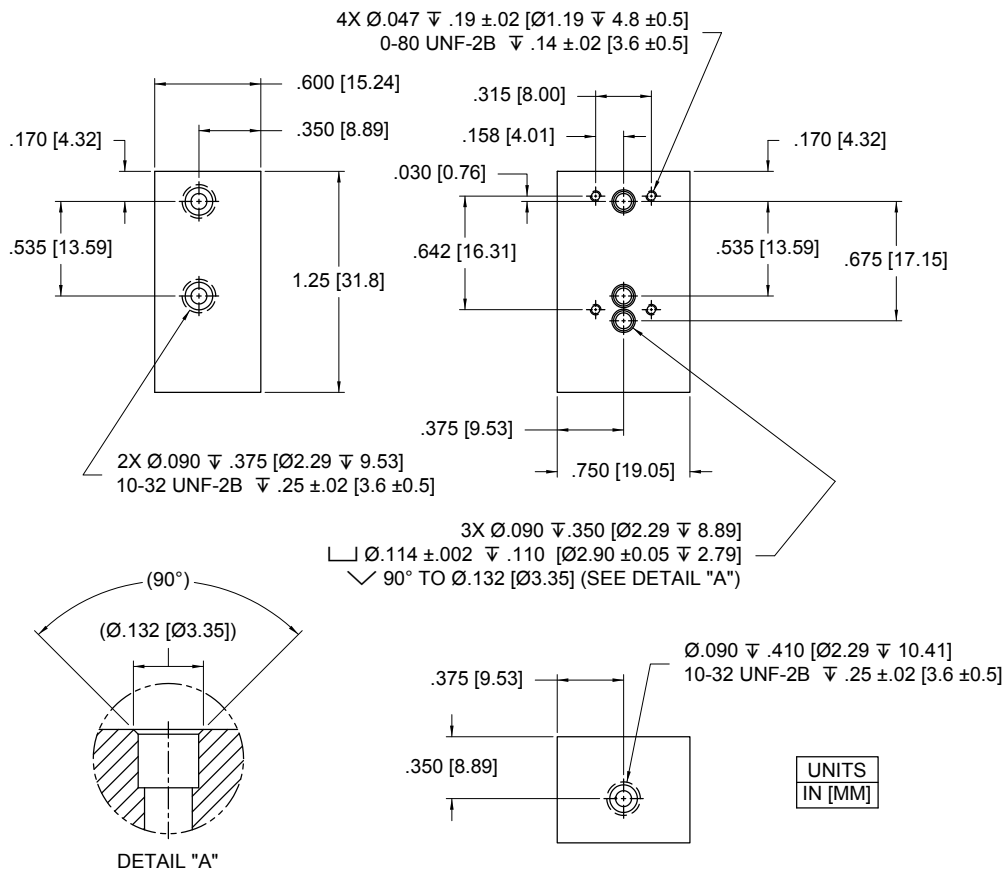 4X Ø.047 ↧ .19 ±.02 [Ø1.19 ↧ 4.8 ±0.5]
0-80 UNF-2B ↧ .14 ±.02 [3.6 ±0.5]
.600 [15.24]
.350 [8.89]
.170 [4.32]
.535 [13.59]
1.25 [31.8]
2X Ø.090 ↧ .375 [Ø2.29 ↧ 9.53]
10-32 UNF-2B ↧ .25 ±.02 [3.6 ±0.5]
.315 [8.00]
.158 [4.01]
.030 [0.76]
.170 [4.32]
.642 [16.31]
.535 [13.59]
.675 [17.15]
.375 [9.53]
.750 [19.05]
3X Ø.090 ↧.350 [Ø2.29 ↧ 8.89]
⌴ Ø.114 ±.002 ↧ .110 [Ø2.90 ±0.05 ↧ 2.79]
⌵ 90° TO Ø.132 [Ø3.35] (SEE DETAIL "A")
(90°)
(Ø.132 [Ø3.35])
DETAIL "A"
Ø.090 ↧ .410 [Ø2.29 ↧ 10.41]
10-32 UNF-2B ↧ .25 ±.02 [3.6 ±0.5]
.375 [9.53]
.350 [8.89]
UNITS
IN [MM]